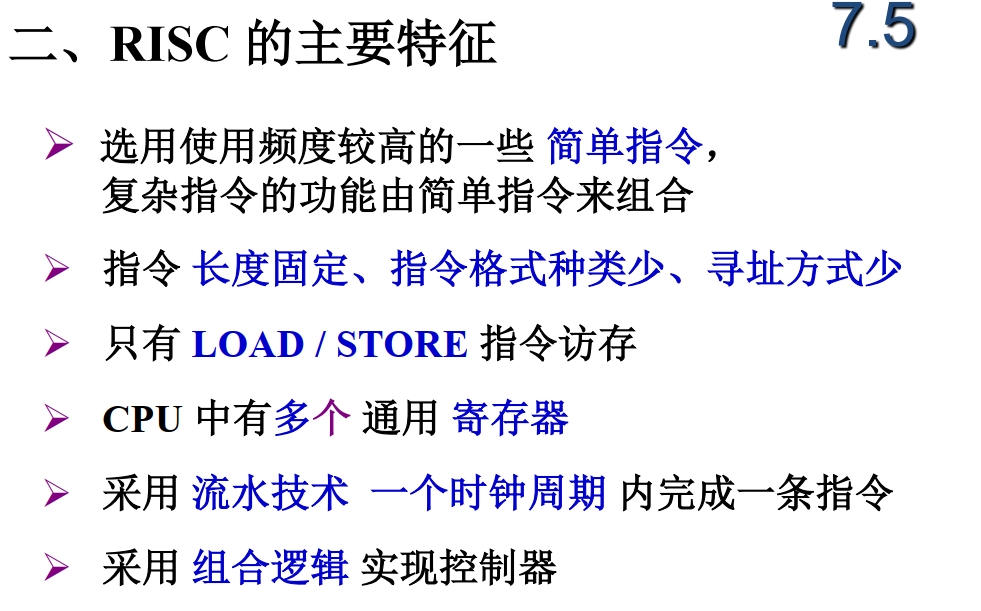 二、RISC 的主要特征
7.5
选用使用频度较高的一些 简单指令，
复杂指令的功能由简单指令来组合
指令 长度固定、指令格式种类少、寻址方式少
只有 LOAD / STORE 指令访存
CPU 中有多个 通用 寄存器
采用 流水技术 一个时钟周期 内完成一条指令
采用 组合逻辑 实现控制器